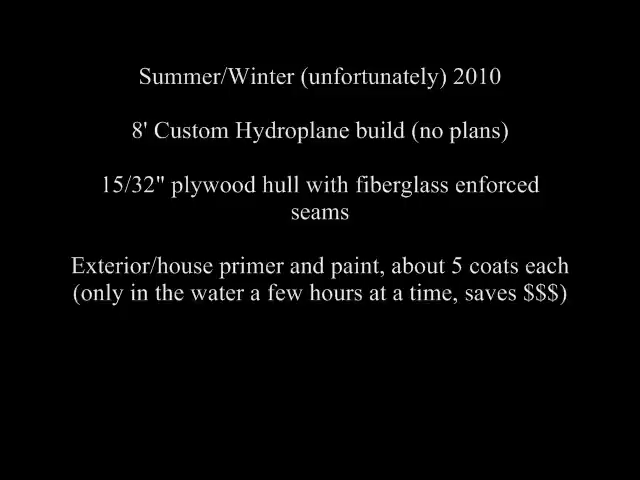 Summer/Winter (unfortunately) 2010
8' Custom Hydroplane build (no plans)
15/32" plywood hull with fiberglass enforced
seams
Exterior/house primer and paint, about 5 coats each
(only in the water a few hours at a time, saves $$$)